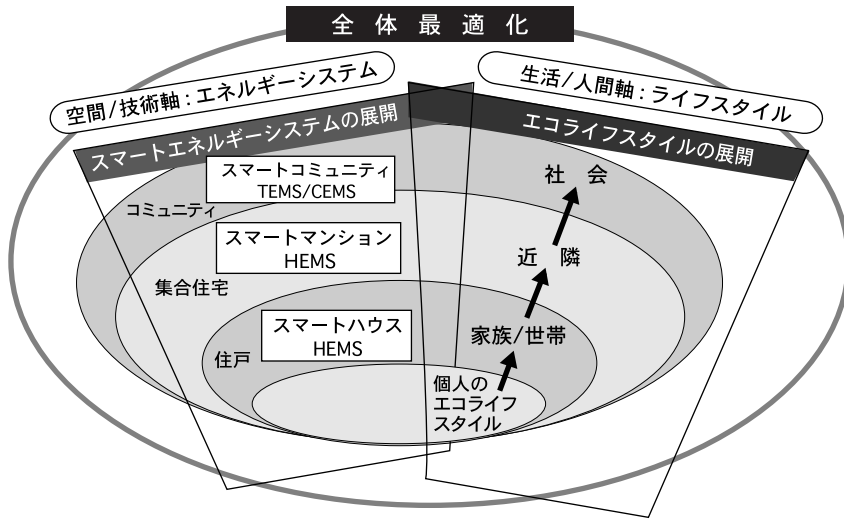 全体最適化
空間/技術軸:エネルギーシステム
生活/人間軸:ライフスタイル
スマートエネルギーシステムの展開
エコライフスタイルの展開
スマートコミュニティ
TEMS/CEMS
コミュニティ
社会
スマートマンション
HEMS
近隣
集合住宅
スマートハウス
HEMS
家族/世帯
住戸
個人の
エコライフ
スタイル